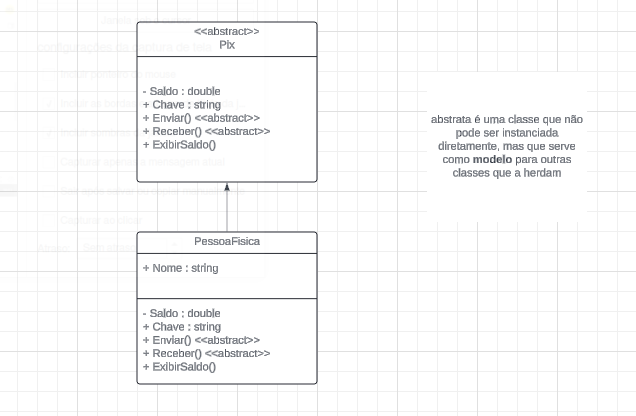 <<abstract>>
Pix
- Saldo : double
+ Chave : string
+ Enviar() <<abstract>>
+ Receber() <<abstract>>
+ ExibirSaldo()
abstrata é uma classe que não
pode ser instanciada
diretamente, mas que serve
como modelo para outras
classes que a herdam
PessoaFisica
+ Nome : string
- Saldo : double
+ Chave : string
+ Enviar() <<abstract>>
+ Receber() <<abstract>>
+ ExibirSaldo()